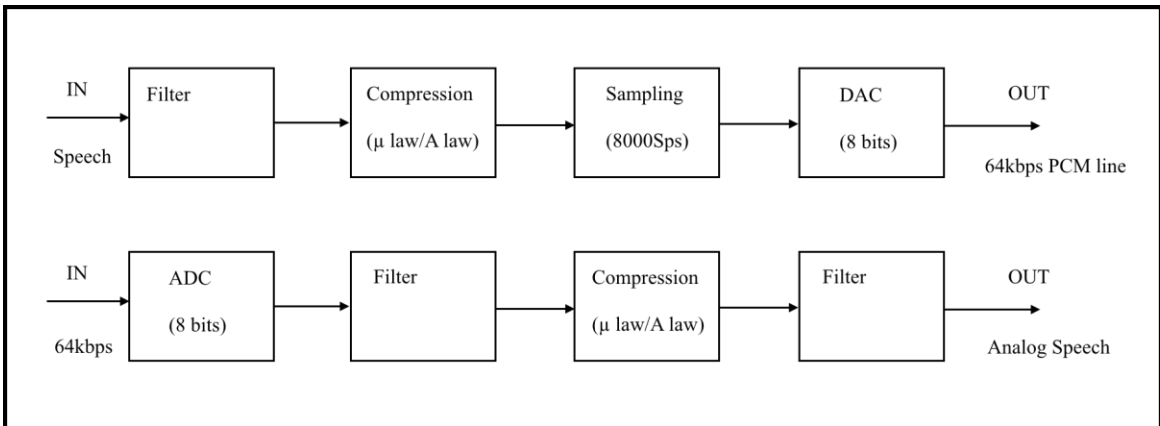 IN
Filter
Compression
Sampling
DAC
OUT
(μ law/A law)
(8000Sps)
(8 bits)
Speech
64kbps PCM line
IN
ADC
Filter
Compression
Filter
OUT
(8 bits)
(μ law/A law)
64kbps
Analog Speech